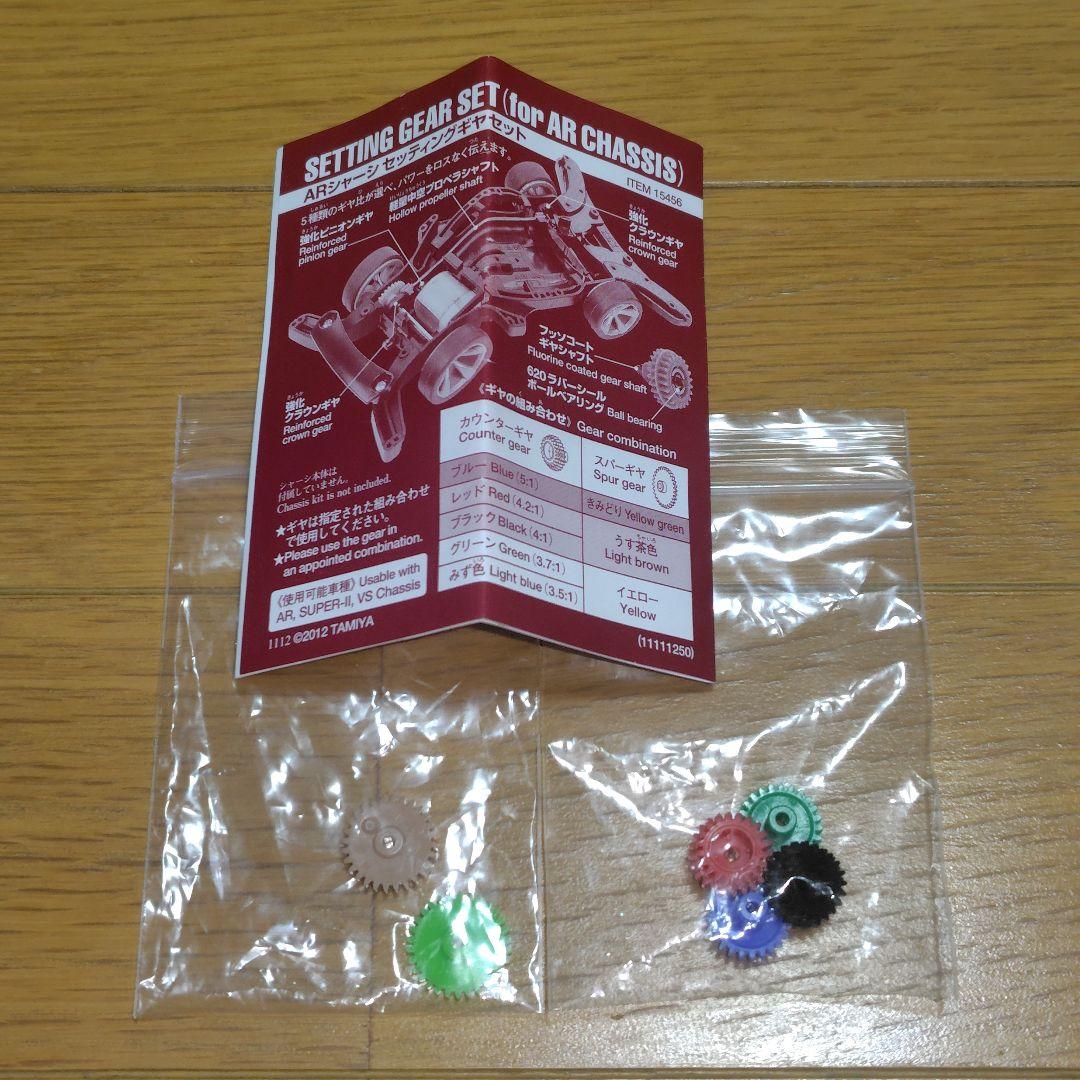 SETTING GEAR SET (for AR CHASSIS)
ARシャーシ セッティングギヤセット
ITEM 15456
5種類のギヤ比が選べ、パワーをロスなく伝えます。
強化ピニオンギヤ
Reinforced
pinion gear
軽量中空プロペラシャフト
Hollow propeller shaft
強化
クラウンギヤ
Reinforced
crown gear
フッソコート
ギヤシャフト
Fluorine coated gear shaft
620ラバーシール
ボールベアリング Ball bearing
強化
クラウンギヤ
Reinforced
crown gear
《ギヤの組み合わせ》 Gear combination
カウンターギヤ
Counter gear
スパーギヤ
Spur gear
ブルー Blue (5:1)
きみどり Yellow green
レッド Red (4.2:1)
ブラック Black (4:1)
うす茶色
Light brown
グリーン Green (3.7:1)
みず色 Light blue (3.5:1)
イエロー
Yellow
シャーシ本体は
付属していません。
Chassis kit is not included.
★ギヤは指定された組み合わせ
で使用してください。
★Please use the gear in
an appointed combination.
《使用可能車種》 Usable with
AR, SUPER-II, VS Chassis
1112 ©2012 TAMIYA
(11111250)